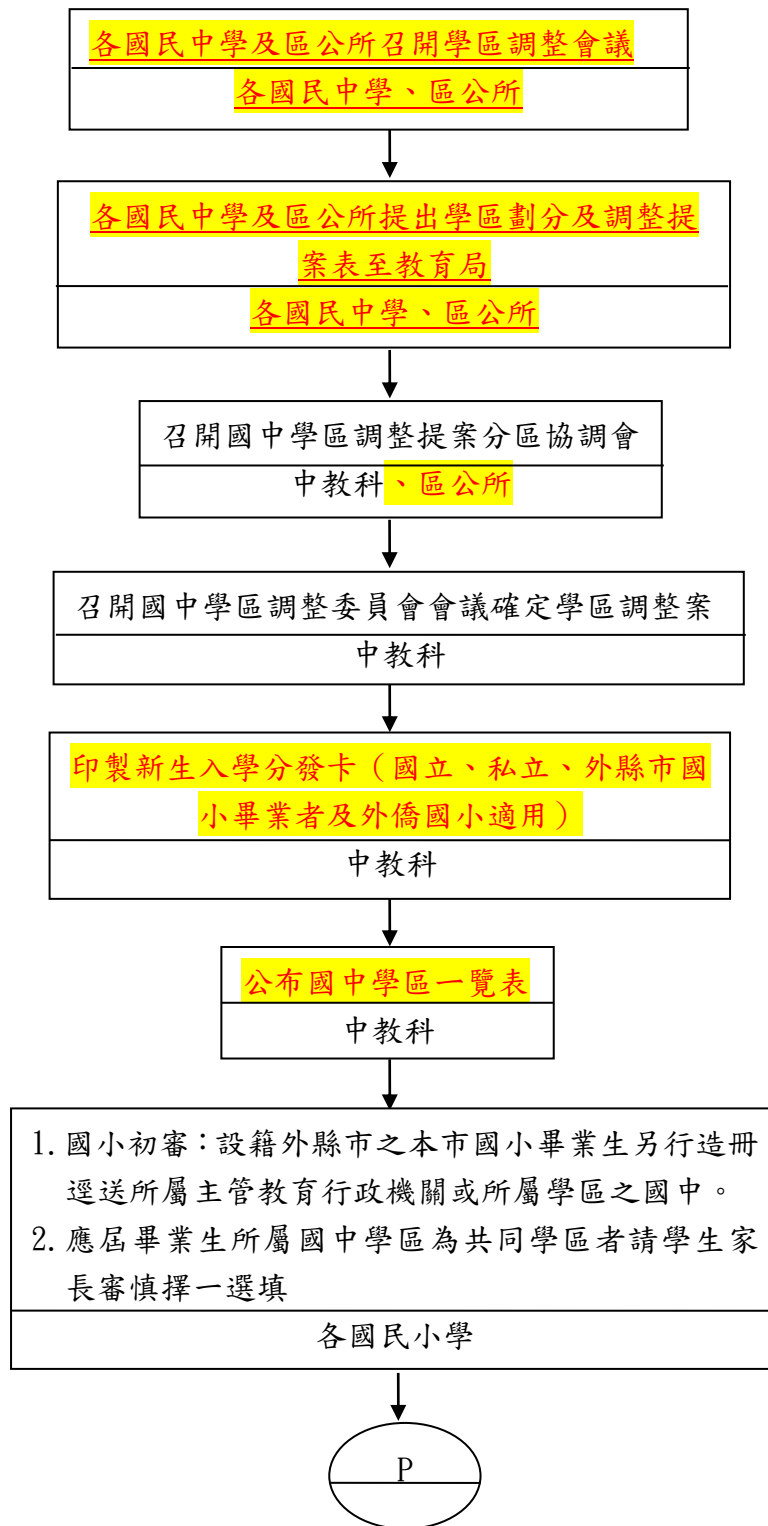 各國民中學及區公所召開學區調整會議
各國民中學、區公所
各國民中學及區公所提出學區劃分及調整提
案表至教育局
各國民中學、區公所
召開國中學區調整提案分區協調會
中教科、區公所
召開國中學區調整委員會會議確定學區調整案
中教科
印製新生入學分發卡（國立、私立、外縣市國
小畢業者及外僑國小適用）
中教科
公布國中學區一覽表
中教科
1. 國小初審：設籍外縣市之本市國小畢業生另行造冊
逕送所屬主管教育行政機關或所屬學區之國中。
2. 應屆畢業生所屬國中學區為共同學區者請學生家
長審慎擇一選填
各國民小學
P